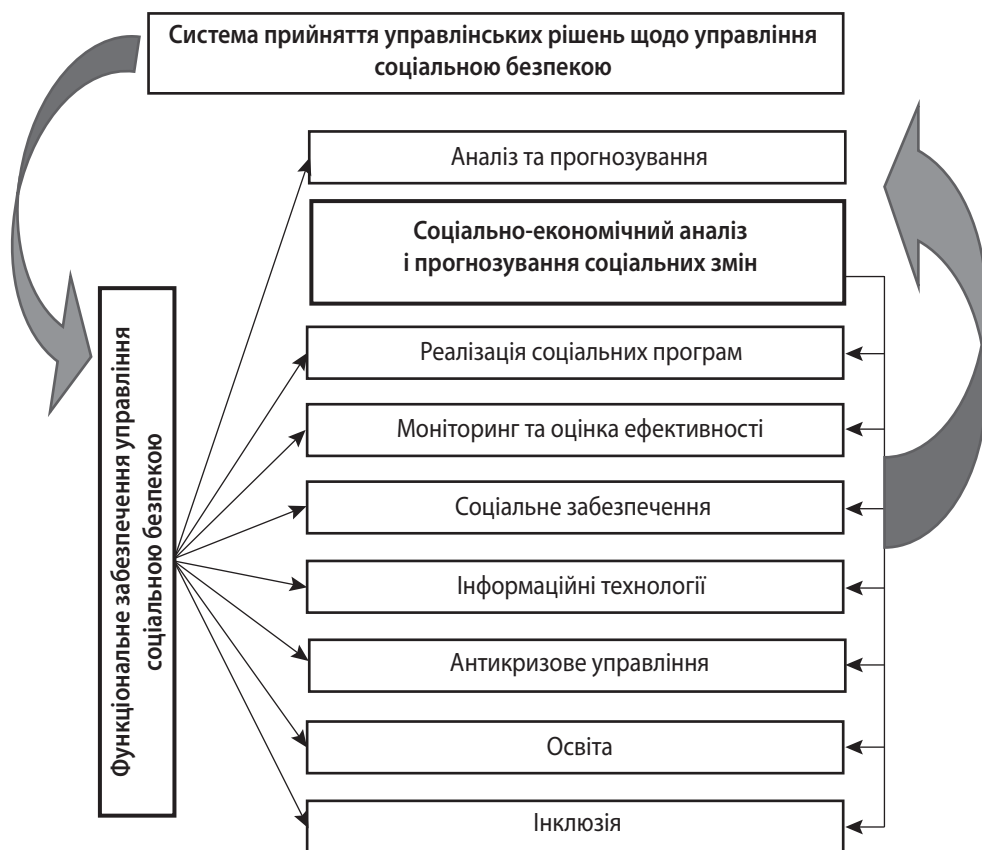 Система прийняття управлінських рішень щодо управління
соціальною безпекою
Аналіз та прогнозування
Соціально-економічний аналіз
і прогнозування соціальних змін
Функціональне забезпечення управління
соціальною безпекою
Реалізація соціальних програм
Моніторинг та оцінка ефективності
Соціальне забезпечення
Інформаційні технології
Антикризове управління
Освіта
Інклюзія